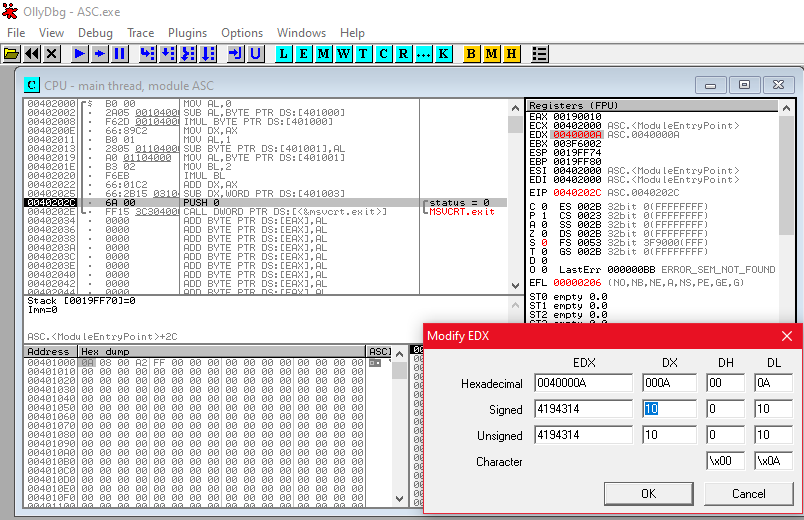 OllyDbg - ASC.exe
File View Debug Trace Plugins Options Windows Help
L E M W T C R ... K B M H
C CPU - main thread, module ASC
00402000 $ B0 00 MOV AL,0
00402002 . 2A05 00104000 SUB AL,BYTE PTR DS:[401000]
00402008 . F62D 00104000 IMUL BYTE PTR DS:[401000]
0040200E . 66:89C2 MOV DX,AX
00402011 . B0 01 MOV AL,1
00402013 . 2805 01104000 SUB BYTE PTR DS:[401001],AL
00402019 . A0 01104000 MOV AL,BYTE PTR DS:[401001]
0040201E . B3 02 MOV BL,2
00402020 . F6EB IMUL BL
00402022 . 66:01C2 ADD DX,AX
00402025 . 66:2B15 03104 SUB DX,WORD PTR DS:[401003]
0040202C . 6A 00 PUSH 0 status = 0
0040202E . FF15 3C304000 CALL DWORD PTR DS:[<&msvcrt.exit>] MSVCRT.exit
00402034 . 0000 ADD BYTE PTR DS:[EAX],AL
00402036 . 0000 ADD BYTE PTR DS:[EAX],AL
00402038 . 0000 ADD BYTE PTR DS:[EAX],AL
0040203A . 0000 ADD BYTE PTR DS:[EAX],AL
0040203C . 0000 ADD BYTE PTR DS:[EAX],AL
0040203E . 0000 ADD BYTE PTR DS:[EAX],AL
00402040 . 0000 ADD BYTE PTR DS:[EAX],AL
00402042 . 0000 ADD BYTE PTR DS:[EAX],AL
00402044 . 0000 ADD BYTE PTR DS:[EAX],AL
Registers (FPU)
EAX 00190010
ECX 00402000 ASC.<ModuleEntryPoint>
EDX 0040000A ASC.0040000A
EBX 003F6002
ESP 0019FF74
EBP 0019FF80
ESI 00402000 ASC.<ModuleEntryPoint>
EDI 00402000 ASC.<ModuleEntryPoint>
EIP 0040202C ASC.0040202C
C 0 ES 002B 32bit 0(FFFFFFFF)
P 1 CS 0023 32bit 0(FFFFFFFF)
A 0 SS 002B 32bit 0(FFFFFFFF)
Z 0 DS 002B 32bit 0(FFFFFFFF)
S 0 FS 0053 32bit 3F9000(FFF)
T 0 GS 002B 32bit 0(FFFFFFFF)
D 0
O 0 LastErr 000000BB ERROR_SEM_NOT_FOUND
EFL 00000206 (NO,NB,NE,A,NS,PE,GE,G)
ST0 empty 0.0
ST1 empty 0.0
ST2 empty 0.0
Stack [0019FF70]=0
Imm=0
ASC.<ModuleEntryPoint>+2C
Address Hex dump ASCI
00401000 0A 08 00 A2 FF 00 00 00 00 00 00 00 00 00 00 00
00401010 00 00 00 00 00 00 00 00 00 00 00 00 00 00 00 00
00401020 00 00 00 00 00 00 00 00 00 00 00 00 00 00 00 00
00401030 00 00 00 00 00 00 00 00 00 00 00 00 00 00 00 00
00401040 00 00 00 00 00 00 00 00 00 00 00 00 00 00 00 00
00401050 00 00 00 00 00 00 00 00 00 00 00 00 00 00 00 00
00401060 00 00 00 00 00 00 00 00 00 00 00 00 00 00 00 00
00401070 00 00 00 00 00 00 00 00 00 00 00 00 00 00 00 00
00401080 00 00 00 00 00 00 00 00 00 00 00 00 00 00 00 00
00401090 00 00 00 00 00 00 00 00 00 00 00 00 00 00 00 00
004010A0 00 00 00 00 00 00 00 00 00 00 00 00 00 00 00 00
004010B0 00 00 00 00 00 00 00 00 00 00 00 00 00 00 00 00
004010C0 00 00 00 00 00 00 00 00 00 00 00 00 00 00 00 00
004010D0 00 00 00 00 00 00 00 00 00 00 00 00 00 00 00 00
004010E0 00 00 00 00 00 00 00 00 00 00 00 00 00 00 00 00
004010F0 00 00 00 00 00 00 00 00 00 00 00 00 00 00 00 00
00401100 00 00 00 00 00 00 00 00 00 00 00 00 00 00 00 00
Modify EDX
EDX DX DH DL
Hexadecimal 0040000A 000A 00 0A
Signed 4194314 10 0 10
Unsigned 4194314 10 0 10
Character \x00 \x0A
OK Cancel